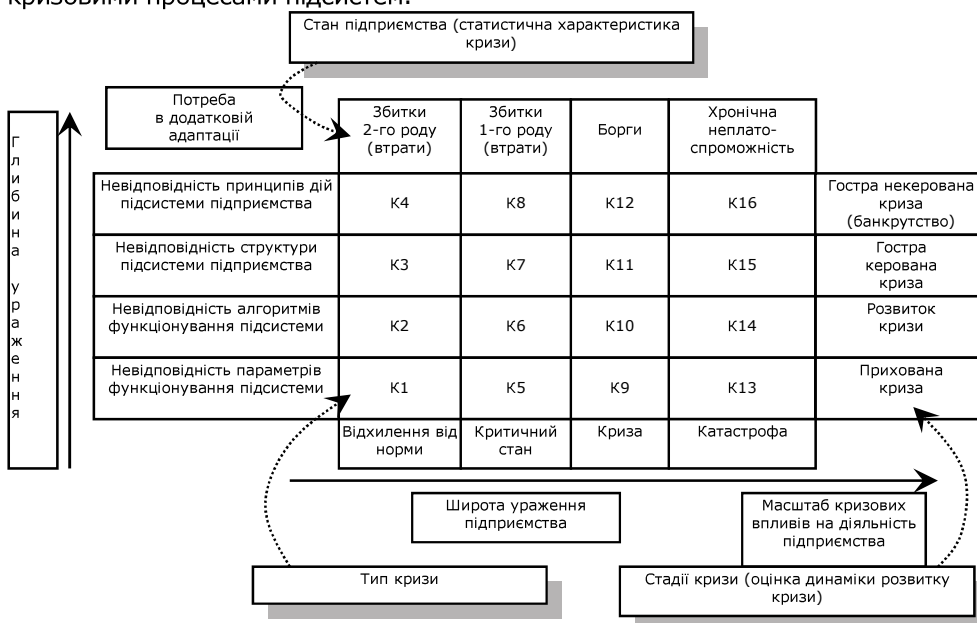 кризовими процесами підсистем.
Стан підприємства (статистична характеристика
кризи)
Потреба
в додатковій
адаптації
Збитки
2-го роду
(втрати)
Збитки
1-го роду
(втрати)
Борги
Хронічна
неплато-
спроможність
Глибина ураження
Невідповідність принципів дій
підсистеми підприємства
К4
К8
К12
К16
Гостра некерована
криза
(банкрутство)
Невідповідність структури
підсистеми підприємства
К3
К7
К11
К15
Гостра
керована
криза
Невідповідність алгоритмів
функціонування підсистеми
К2
К6
К10
К14
Розвиток
кризи
Невідповідність параметрів
функціонування підсистеми
К1
К5
К9
К13
Прихована
криза
Відхилення від
норми
Критичний
стан
Криза
Катастрофа
Широта ураження
підприємства
Масштаб кризових
впливів на діяльність
підприємства
Тип кризи
Стадії кризи (оцінка динаміки розвитку
кризи)